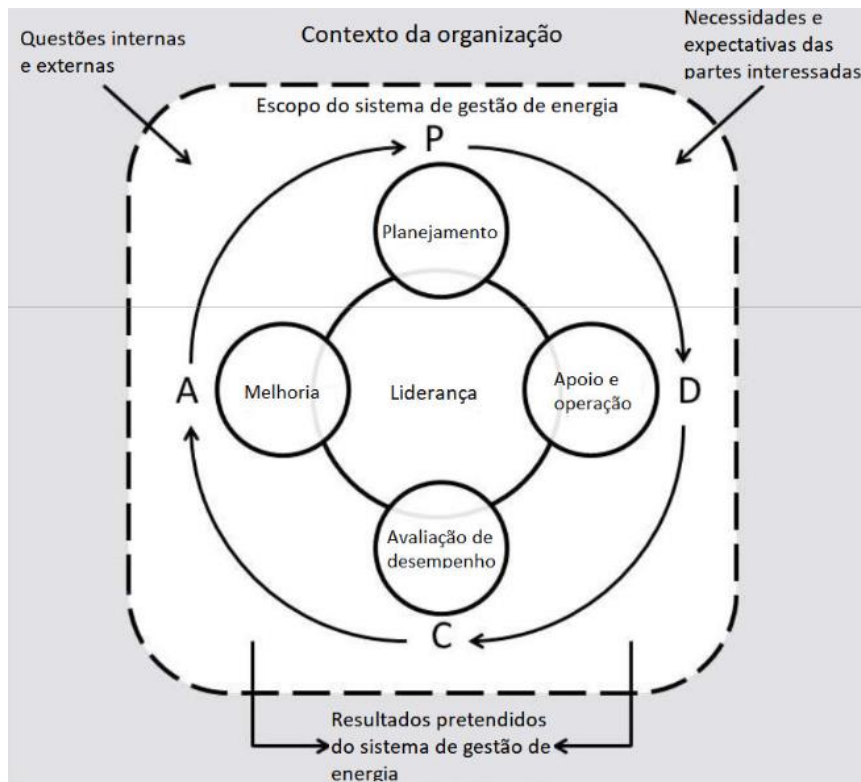 Questões internas
e externas
Contexto da organização
Necessidades e
expectativas das
partes interessadas
Escopo do sistema de gestão de energia
P
Planejamento
A
Melhoria
Liderança
Apoio e
operação
D
Avaliação de
desempenho
C
Resultados pretendidos
do sistema de gestão de
energia